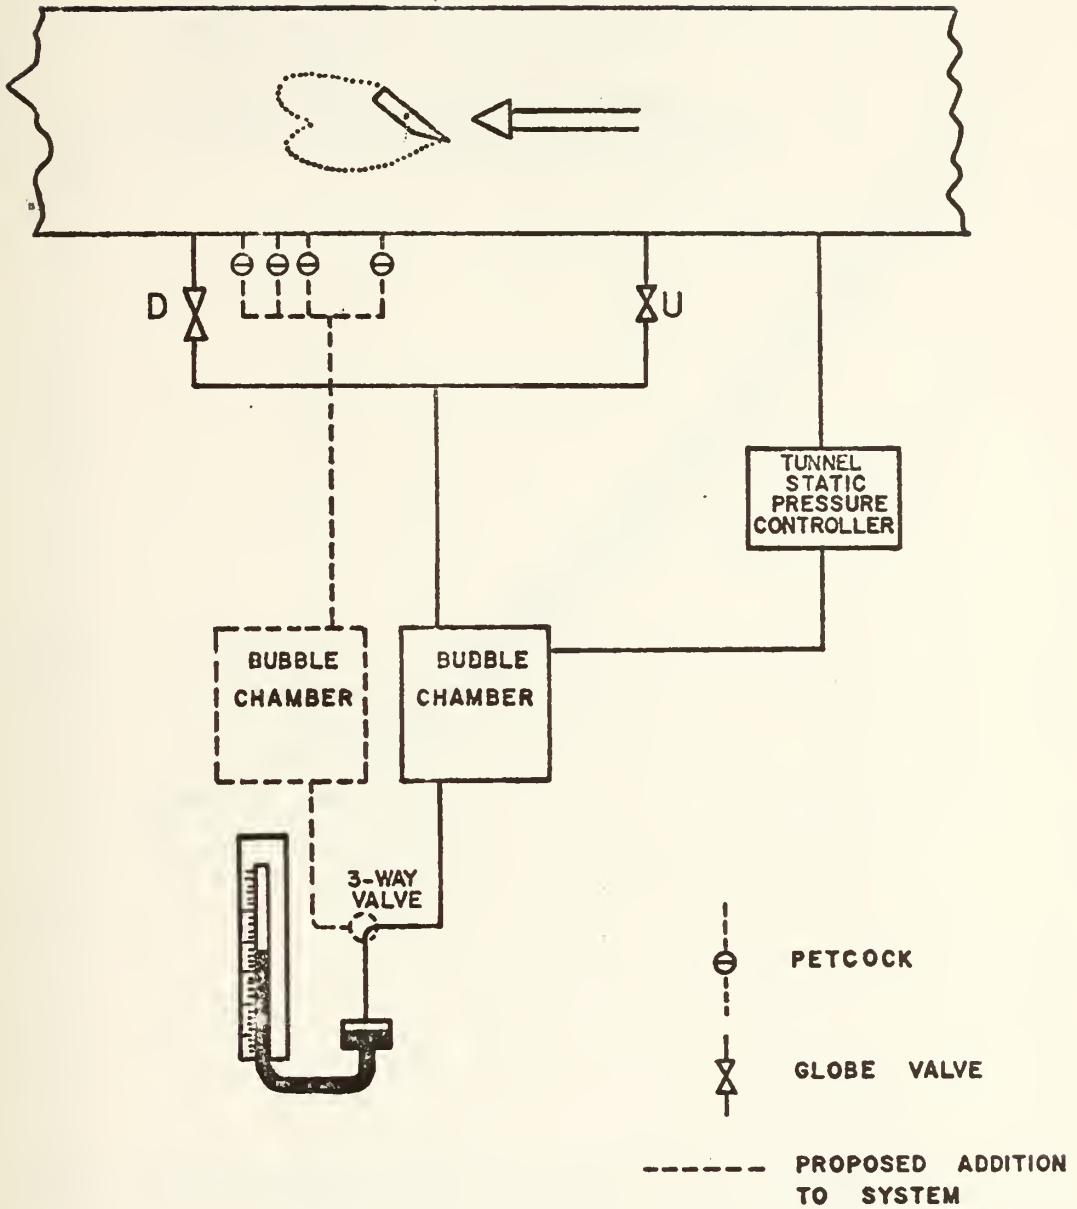 D
U
TUNNEL
STATIC
PRESSURE
CONTROLLER
BUBBLE
CHAMBER
BUBBLE
CHAMBER
3-WAY
VALVE
PETCOCK
GLOBE VALVE
PROPOSED ADDITION
TO SYSTEM